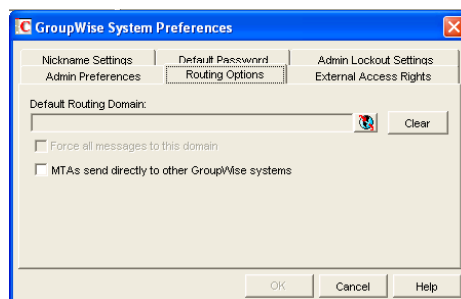 GroupWise System Preferences
Nickname Settings Default Password Admin Lockout Settings
Admin Preferences Routing Options External Access Rights
Default Routing Domain:
Clear
Force all messages to this domain
MTAs send directly to other GroupWise systems
OK Cancel Help